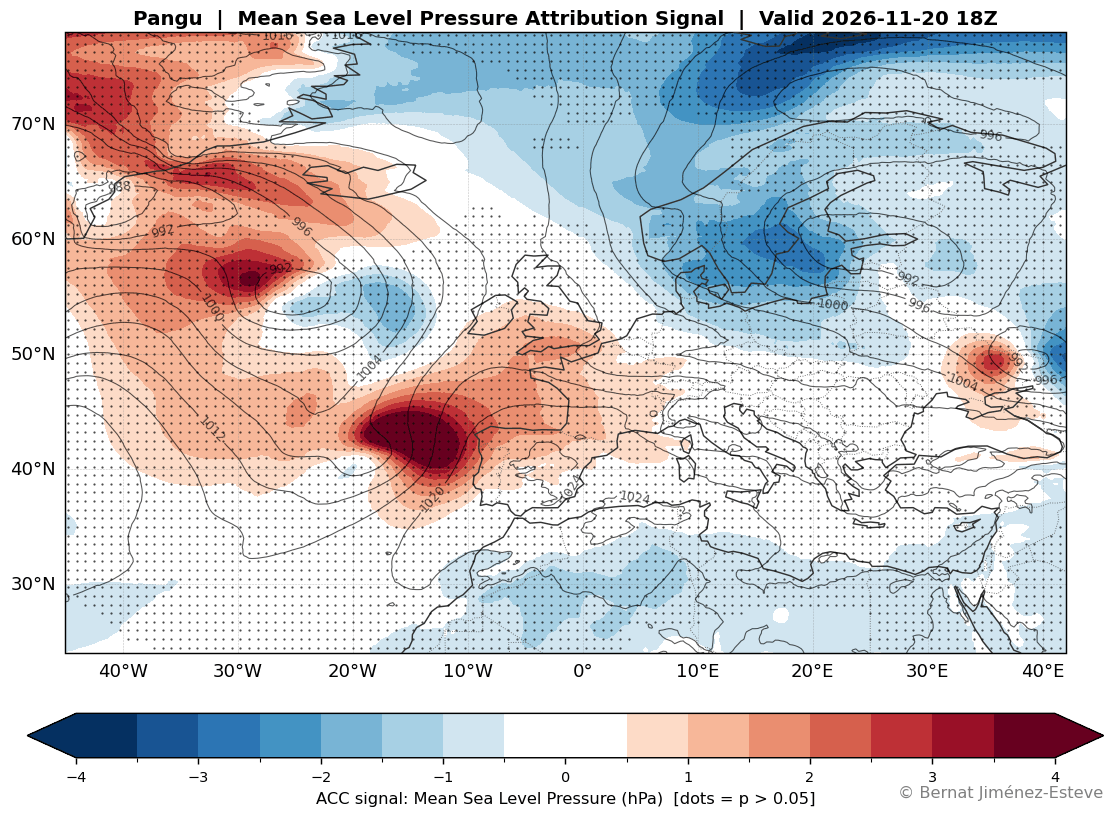 Pangu | Mean Sea Level Pressure Attribution Signal | Valid 2026-11-20 18Z
1016 1016
70°N
996
988
992
996
60°N
992
992
1000
1000
996
50°N
1004
992
1004
996
1012
40°N
1020
1024
1024
30°N
40°W 30°W 20°W 10°W 0° 10°E 20°E 30°E 40°E
−4 −3 −2 −1 0 1 2 3 4
ACC signal: Mean Sea Level Pressure (hPa) [dots = p > 0.05]
© Bernat Jiménez-Esteve